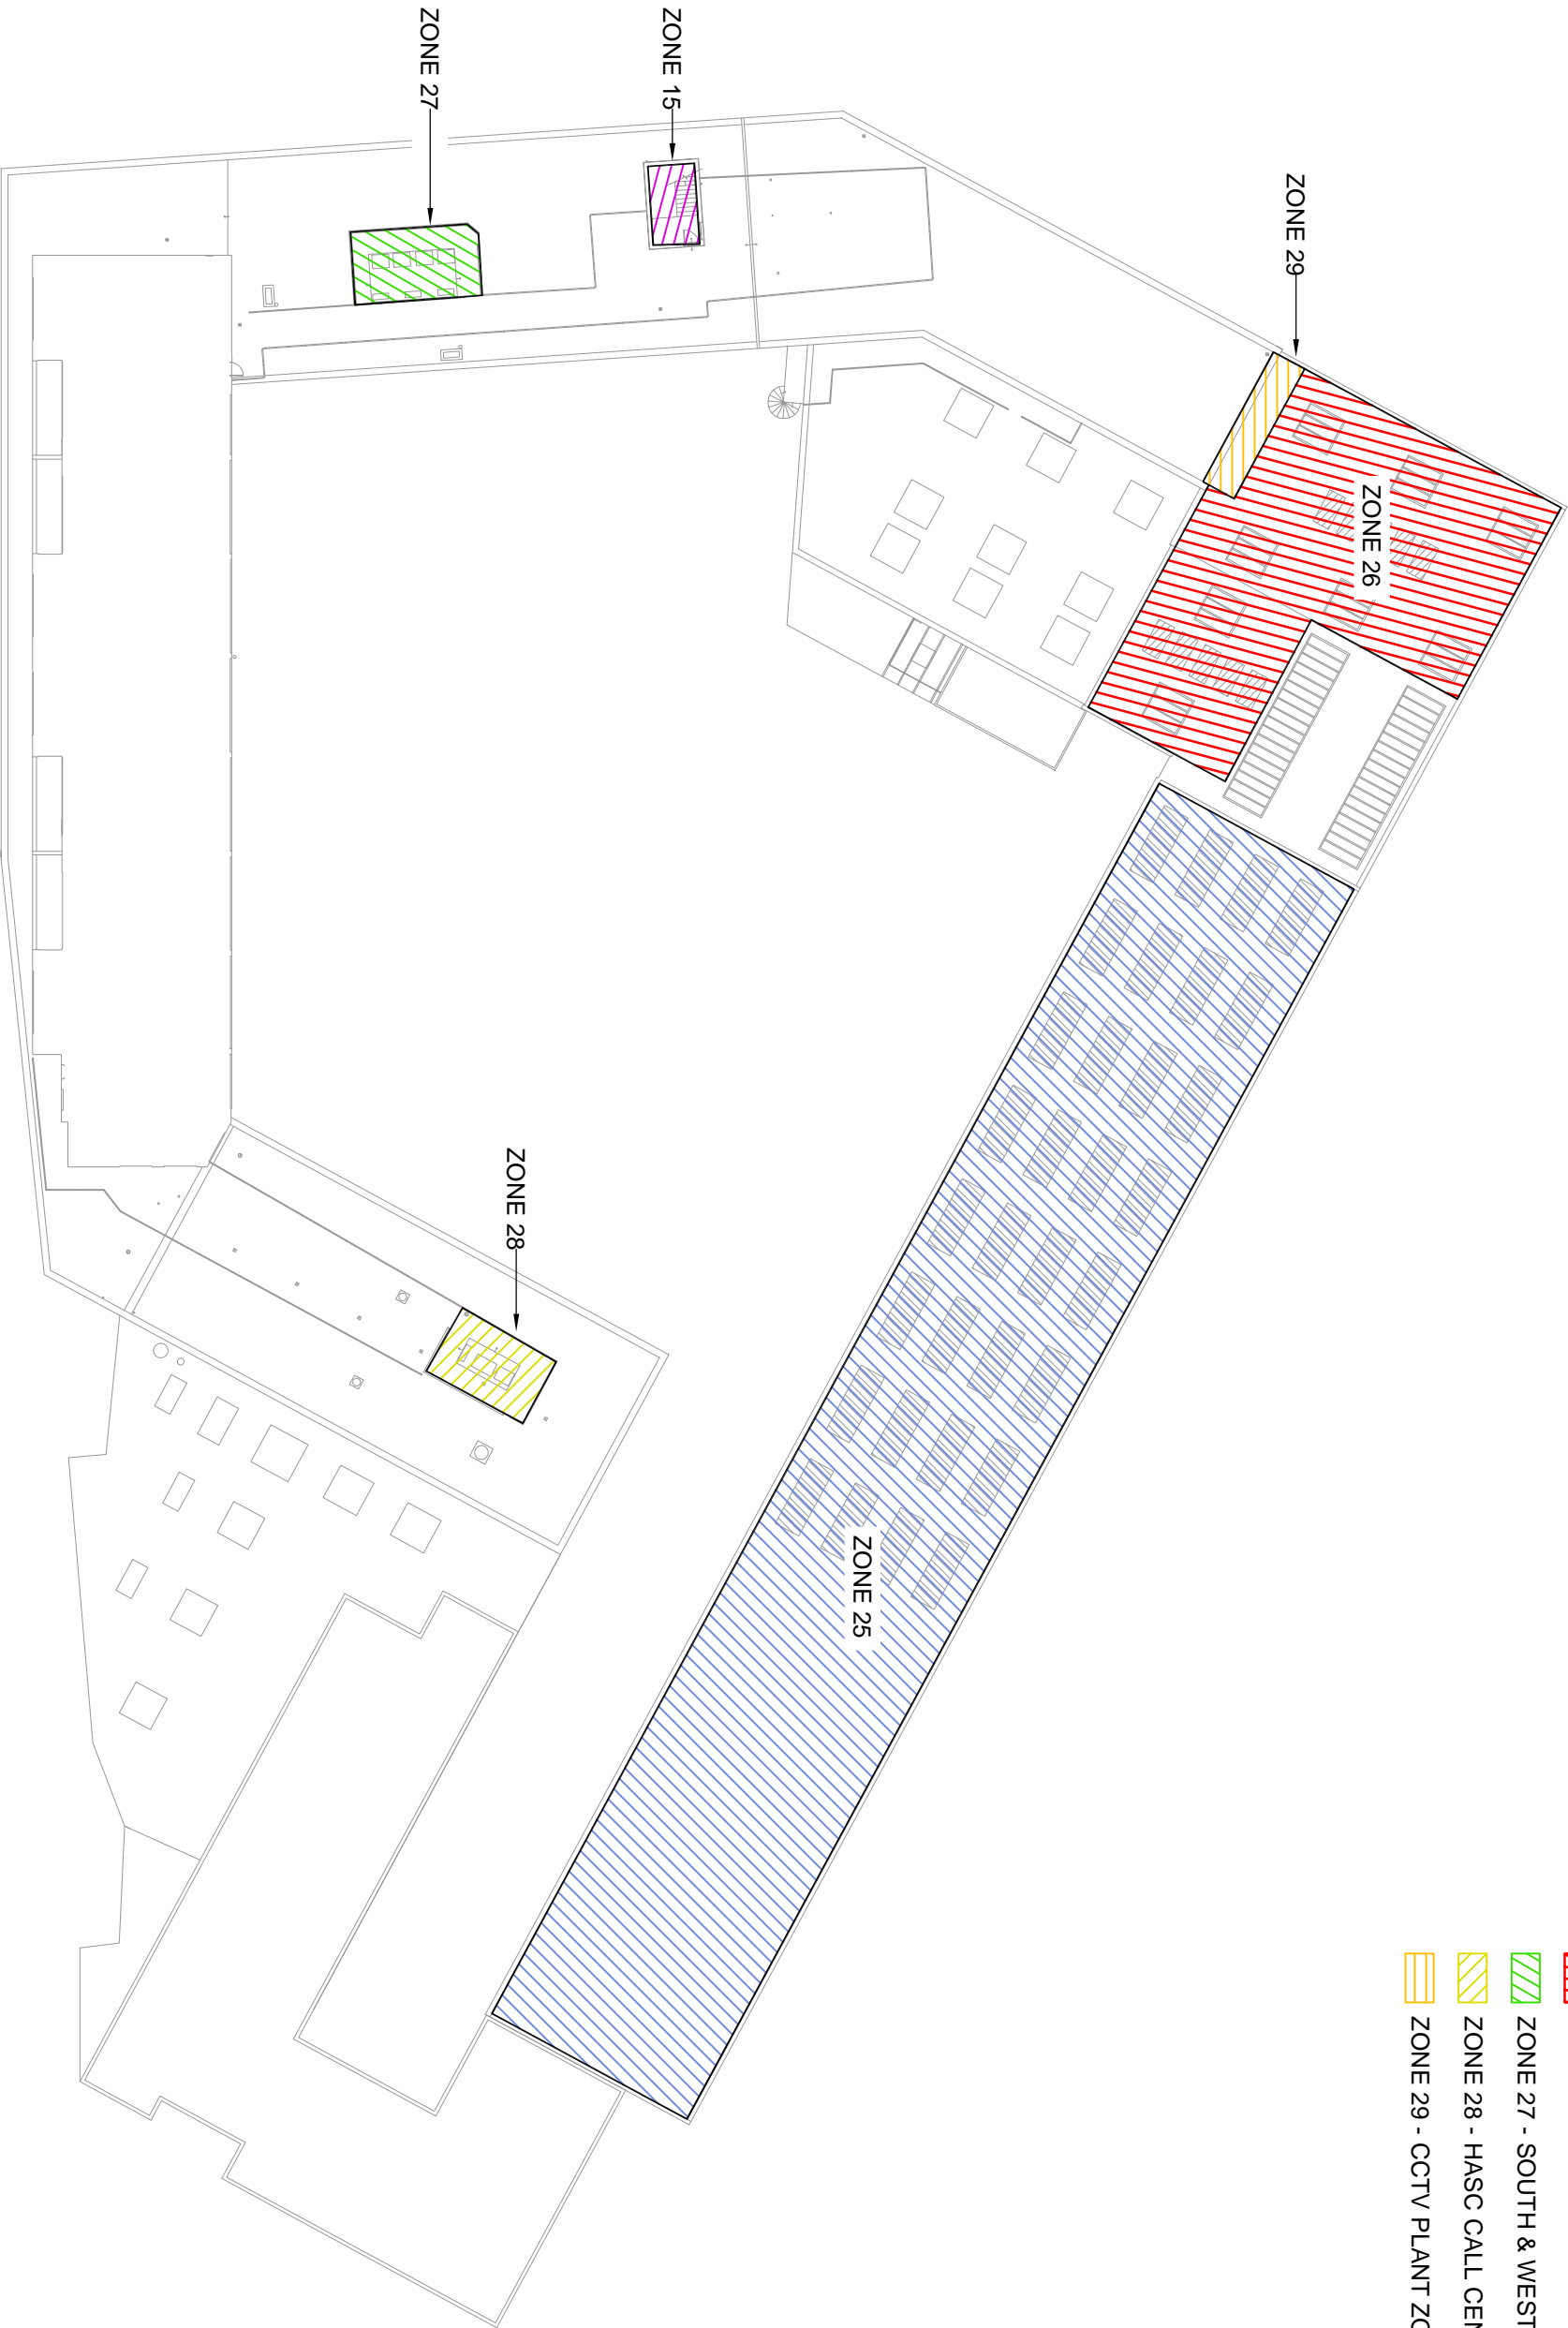 ZONE 29
ZONE 26
ZONE 15
ZONE 27
ZONE 25
ZONE 28
ZONE 27 - SOUTH & WEST
ZONE 28 - HASC CALL CEN
ZONE 29 - CCTV PLANT ZO